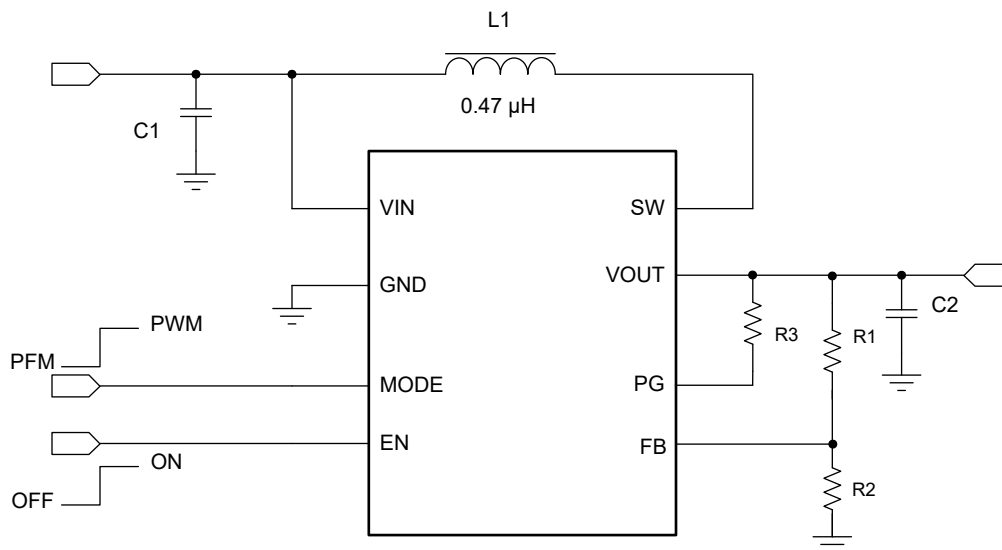 L1
0.47 µH
C1
VIN
SW
VOUT
GND
C2
PWM
R3
R1
PFM
MODE
PG
EN
FB
ON
R2
OFF